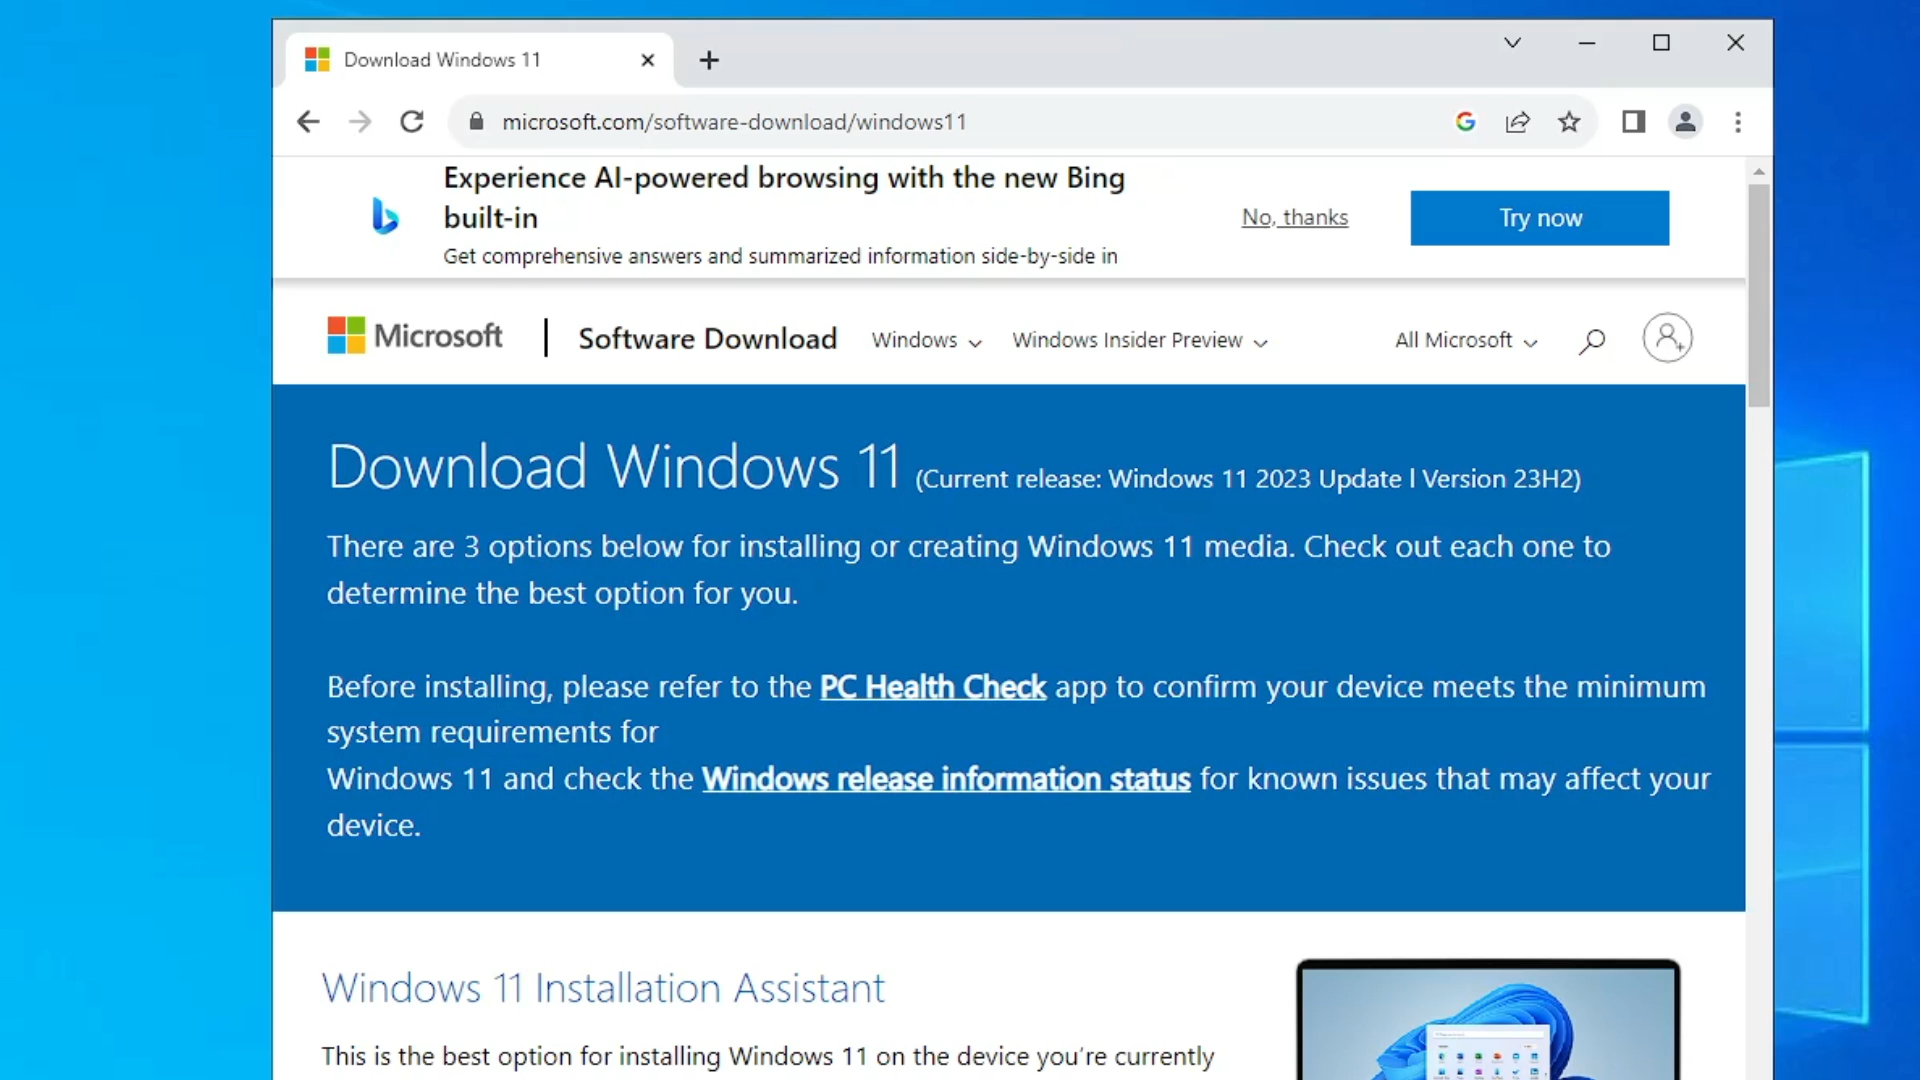 Download Windows 11
microsoft.com/software-download/windows11
Experience AI-powered browsing with the new Bing
built-in
Get comprehensive answers and summarized information side-by-side in
No, thanks
Try now
Microsoft
Software Download
Windows
Windows Insider Preview
All Microsoft
Download Windows 11 (Current release: Windows 11 2023 Update l Version 23H2)
There are 3 options below for installing or creating Windows 11 media. Check out each one to
determine the best option for you.
Before installing, please refer to the PC Health Check app to confirm your device meets the minimum
system requirements for
Windows 11 and check the Windows release information status for known issues that may affect your
device.
Windows 11 Installation Assistant
This is the best option for installing Windows 11 on the device you’re currently